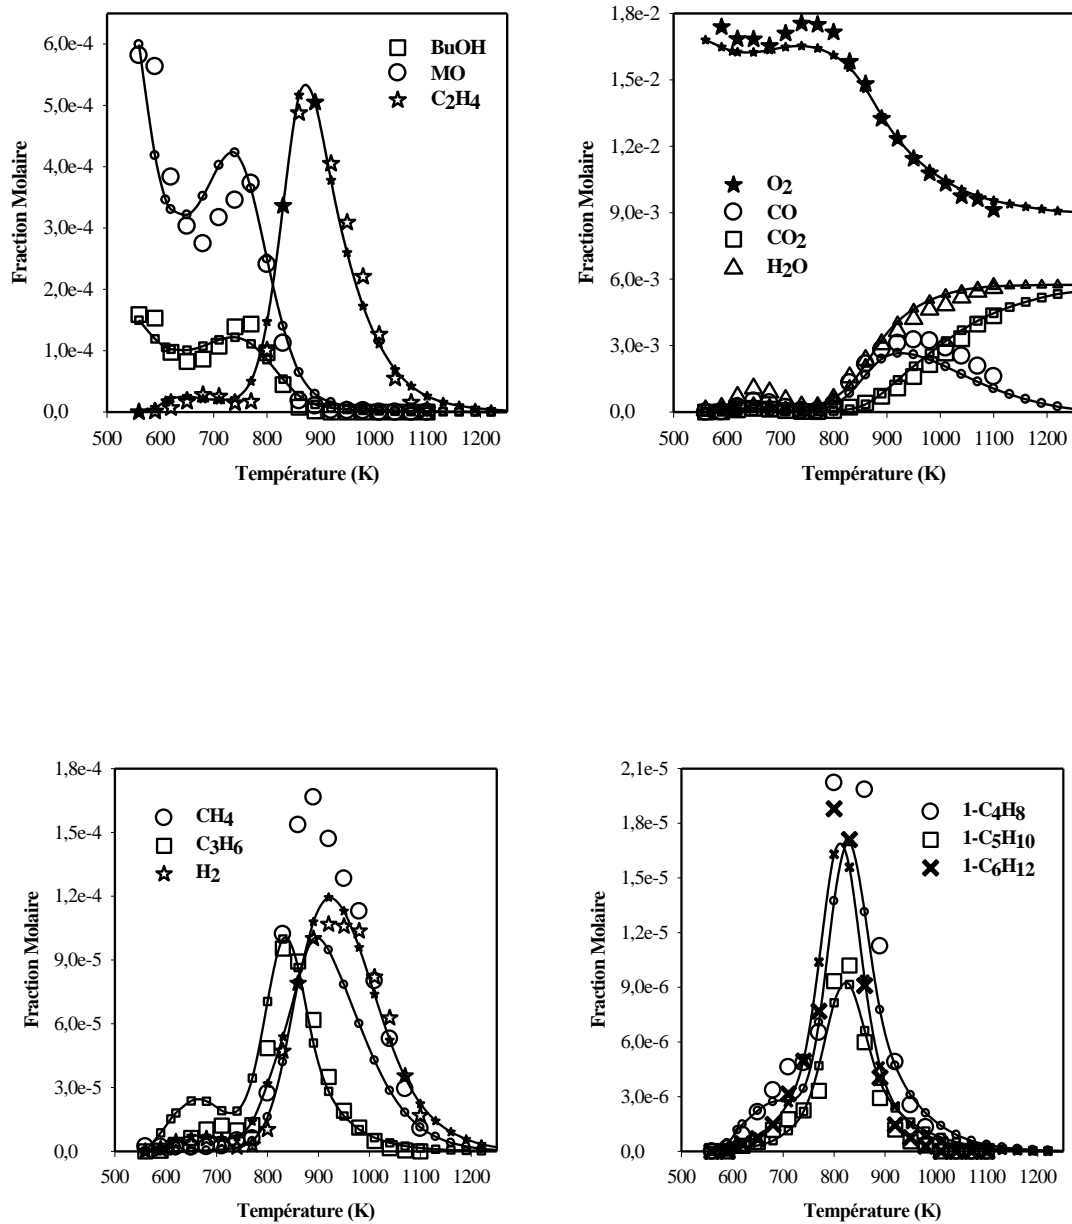 6,0e-4
5,0e-4
4,0e-4
3,0e-4
2,0e-4
1,0e-4
0,0
500 600 700 800 900 1000 1100 1200
Température (K)
Fraction Molaire
BuOH
MO
C2H4
1,8e-2
1,5e-2
1,2e-2
9,0e-3
6,0e-3
3,0e-3
0,0
500 600 700 800 900 1000 1100 1200
Température (K)
Fraction Molaire
O2
CO
CO2
H2O
1,8e-4
1,5e-4
1,2e-4
9,0e-5
6,0e-5
3,0e-5
0,0
500 600 700 800 900 1000 1100 1200
Température (K)
Fraction Molaire
CH4
C3H6
H2
2,1e-5
1,8e-5
1,5e-5
1,2e-5
9,0e-6
6,0e-6
3,0e-6
0,0
500 600 700 800 900 1000 1100 1200
Température (K)
Fraction Molaire
1-C4H8
1-C5H10
1-C6H12